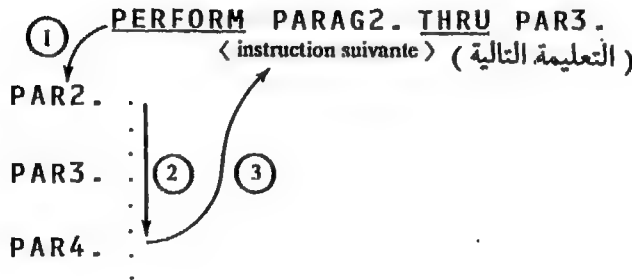 PERFORM PARAG2. THRU PAR3.
1
〈 instruction suivante 〉 ( التعليمة التالية )
PAR2. .
PAR3. .
2 3
PAR4. .